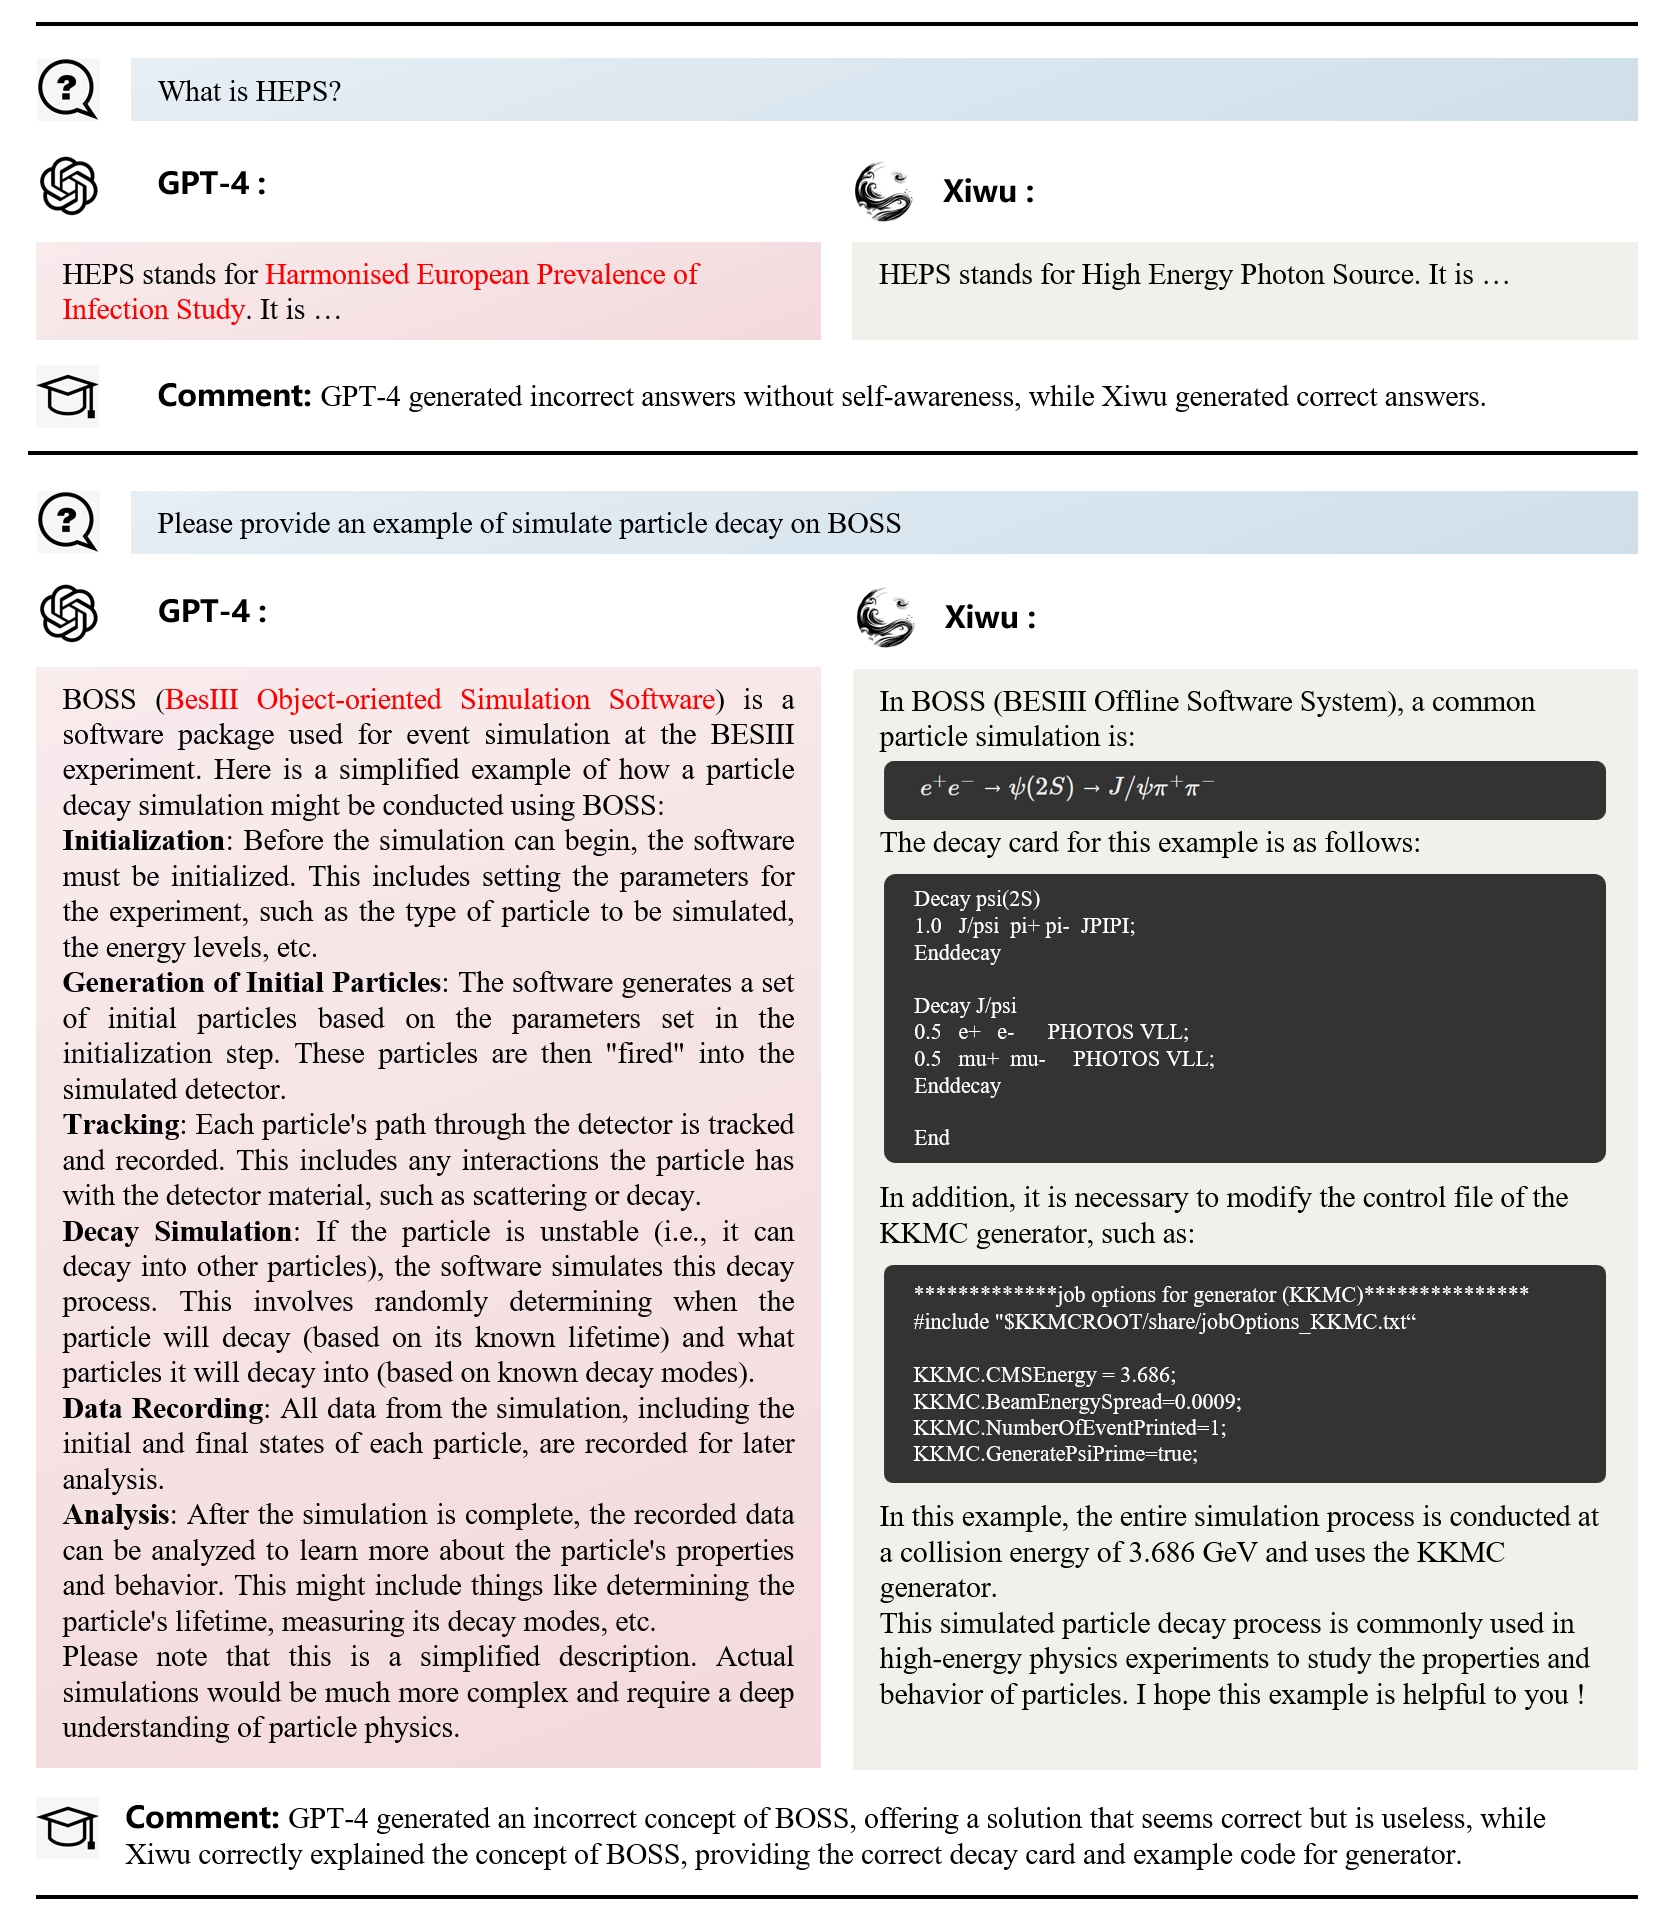 What is HEPS?
GPT-4 :
Xiwu :
HEPS stands for Harmonised European Prevalence of
Infection Study. It is …
HEPS stands for High Energy Photon Source. It is …
Comment: GPT-4 generated incorrect answers without self-awareness, while Xiwu generated correct answers.
Please provide an example of simulate particle decay on BOSS
GPT-4 :
Xiwu :
BOSS (BesIII Object-oriented Simulation Software) is a
software package used for event simulation at the BESIII
experiment. Here is a simplified example of how a particle
decay simulation might be conducted using BOSS:
Initialization: Before the simulation can begin, the software
must be initialized. This includes setting the parameters for
the experiment, such as the type of particle to be simulated,
the energy levels, etc.
Generation of Initial Particles: The software generates a set
of initial particles based on the parameters set in the
initialization step. These particles are then "fired" into the
simulated detector.
Tracking: Each particle's path through the detector is tracked
and recorded. This includes any interactions the particle has
with the detector material, such as scattering or decay.
Decay Simulation: If the particle is unstable (i.e., it can
decay into other particles), the software simulates this decay
process. This involves randomly determining when the
particle will decay (based on its known lifetime) and what
particles it will decay into (based on known decay modes).
Data Recording: All data from the simulation, including the
initial and final states of each particle, are recorded for later
analysis.
Analysis: After the simulation is complete, the recorded data
can be analyzed to learn more about the particle's properties
and behavior. This might include things like determining the
particle's lifetime, measuring its decay modes, etc.
Please note that this is a simplified description. Actual
simulations would be much more complex and require a deep
understanding of particle physics.
In BOSS (BESIII Offline Software System), a common
particle simulation is:
e⁺e⁻ → ψ(2S) → J/ψπ⁺π⁻
The decay card for this example is as follows:
Decay psi(2S)
1.0 J/psi pi+ pi- JPIPI;
Enddecay
Decay J/psi
0.5 e+ e- PHOTOS VLL;
0.5 mu+ mu- PHOTOS VLL;
Enddecay
End
In addition, it is necessary to modify the control file of the
KKMC generator, such as:
*************job options for generator (KKMC)***************
#include "$KKMCROOT/share/jobOptions_KKMC.txt“
KKMC.CMSEnergy = 3.686;
KKMC.BeamEnergySpread=0.0009;
KKMC.NumberOfEventPrinted=1;
KKMC.GeneratePsiPrime=true;
In this example, the entire simulation process is conducted at
a collision energy of 3.686 GeV and uses the KKMC
generator.
This simulated particle decay process is commonly used in
high-energy physics experiments to study the properties and
behavior of particles. I hope this example is helpful to you !
Comment: GPT-4 generated an incorrect concept of BOSS, offering a solution that seems correct but is useless, while
Xiwu correctly explained the concept of BOSS, providing the correct decay card and example code for generator.